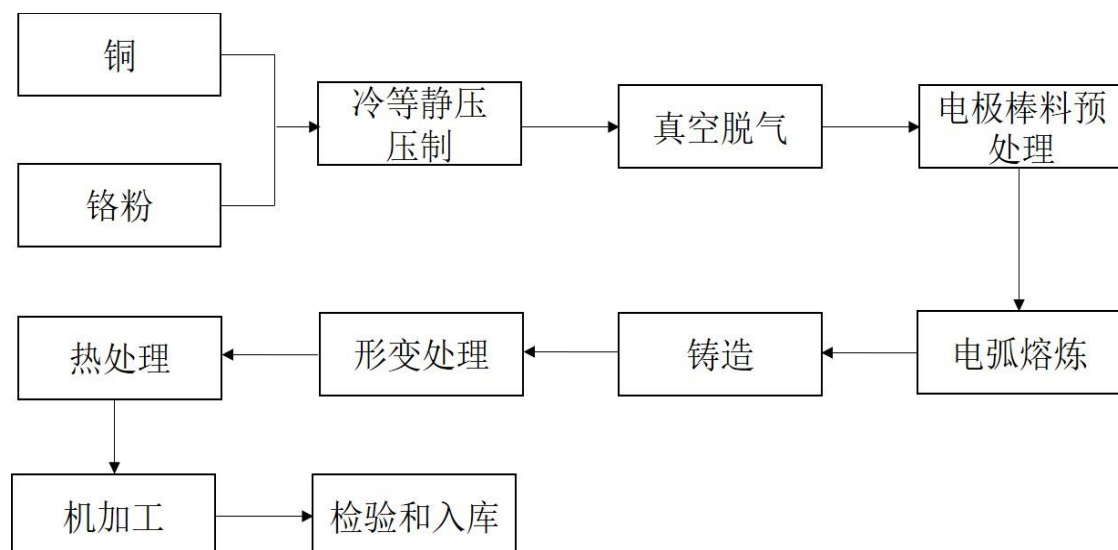 铜
铬粉
冷等静压
压制
真空脱气
电极棒料预
处理
电弧熔炼
铸造
形变处理
热处理
机加工
检验和入库